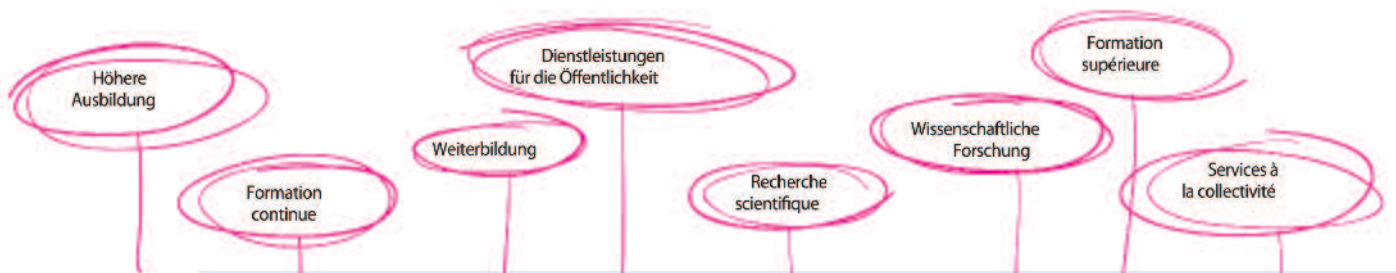 Höhere
Ausbildung
Formation
continue
Weiterbildung
Dienstleistungen
für die Öffentlichkeit
Recherche
scientifique
Wissenschaftliche
Forschung
Formation
supérieure
Services à
la collectivité